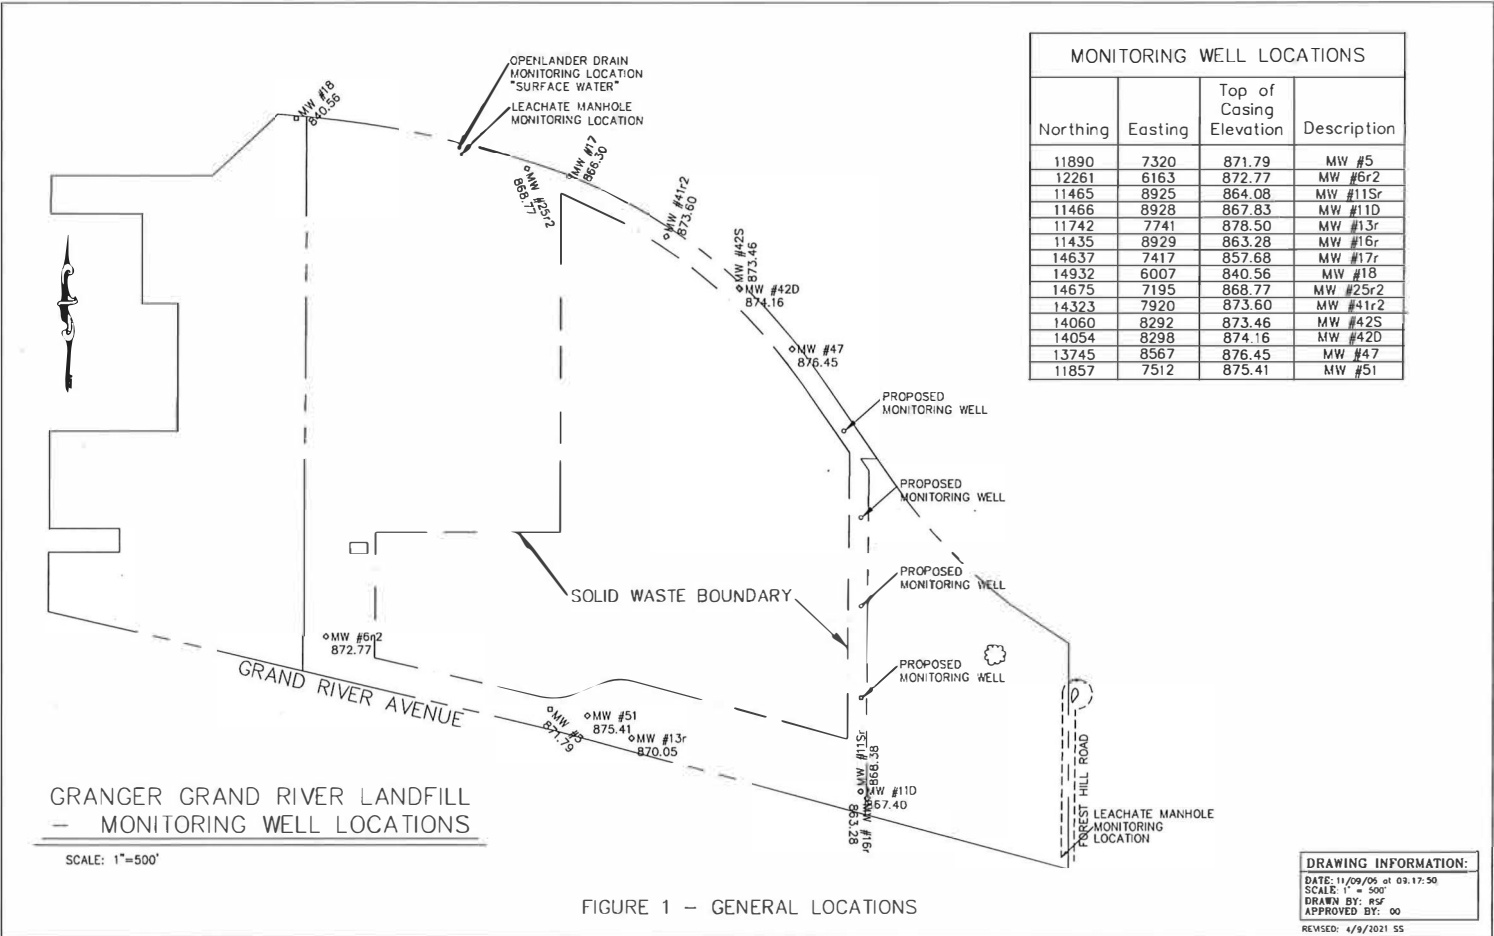 MW #18
840.56
OPENLANDER DRAIN
MONITORING LOCATION
"SURFACE WATER"
LEACHATE MANHOLE
MONITORING LOCATION
MW #17
866.30
MW #25r2
868.77
MW #41r2
873.60
MW #42S
873.46
MW #42D
874.16
MW #47
876.45
PROPOSED
MONITORING WELL
PROPOSED
MONITORING WELL
PROPOSED
MONITORING WELL
PROPOSED
MONITORING WELL
SOLID WASTE BOUNDARY
MW #6r2
872.77
GRAND RIVER AVENUE
MW #5
871.79
MW #51
875.41
MW #13r
870.05
MW #11Sr
868.38
MW #11D
867.40
MW #16r
863.28
FOREST HILL ROAD
LEACHATE MANHOLE
MONITORING
LOCATION
MONITORING WELL LOCATIONS
Northing Easting Top of Casing Elevation Description
11890 7320 871.79 MW #5
12261 6163 872.77 MW #6r2
11465 8925 864.08 MW #11Sr
11466 8928 867.83 MW #11D
11742 7741 878.50 MW #13r
11435 8929 863.28 MW #16r
14637 7417 857.68 MW #17r
14932 6007 840.56 MW #18
14675 7195 868.77 MW #25r2
14323 7920 873.60 MW #41r2
14060 8292 873.46 MW #42S
14054 8298 874.16 MW #42D
13745 8567 876.45 MW #47
11857 7512 875.41 MW #51
GRANGER GRAND RIVER LANDFILL
– MONITORING WELL LOCATIONS
SCALE: 1"=500'
FIGURE 1 – GENERAL LOCATIONS
DRAWING INFORMATION:
DATE: 11/09/06 at 09:17:50
SCALE: 1" = 500'
DRAWN BY: RSF
APPROVED BY: 00
REVISED: 4/9/2021 SS